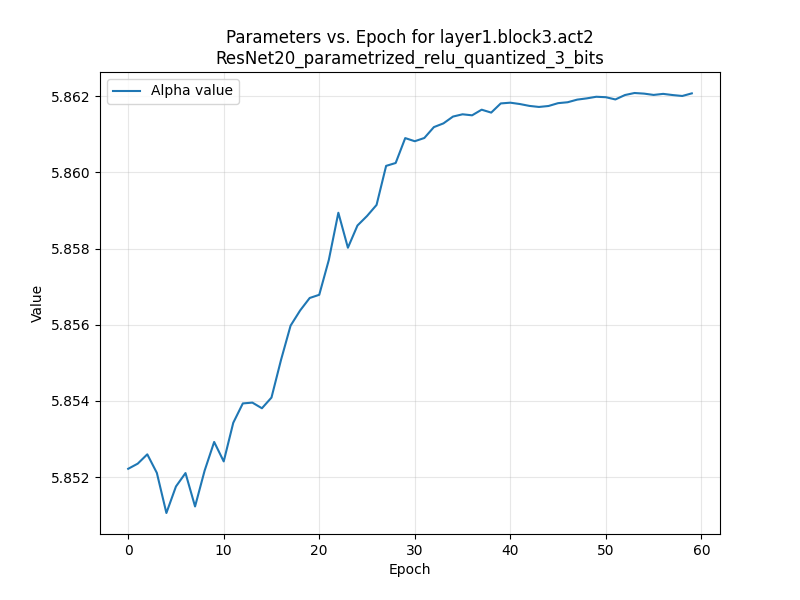 Parameters vs. Epoch for layer1.block3.act2
ResNet20_parametrized_relu_quantized_3_bits
Alpha value
5.862
5.860
5.858
5.856
5.854
5.852
Value
0 10 20 30 40 50 60
Epoch